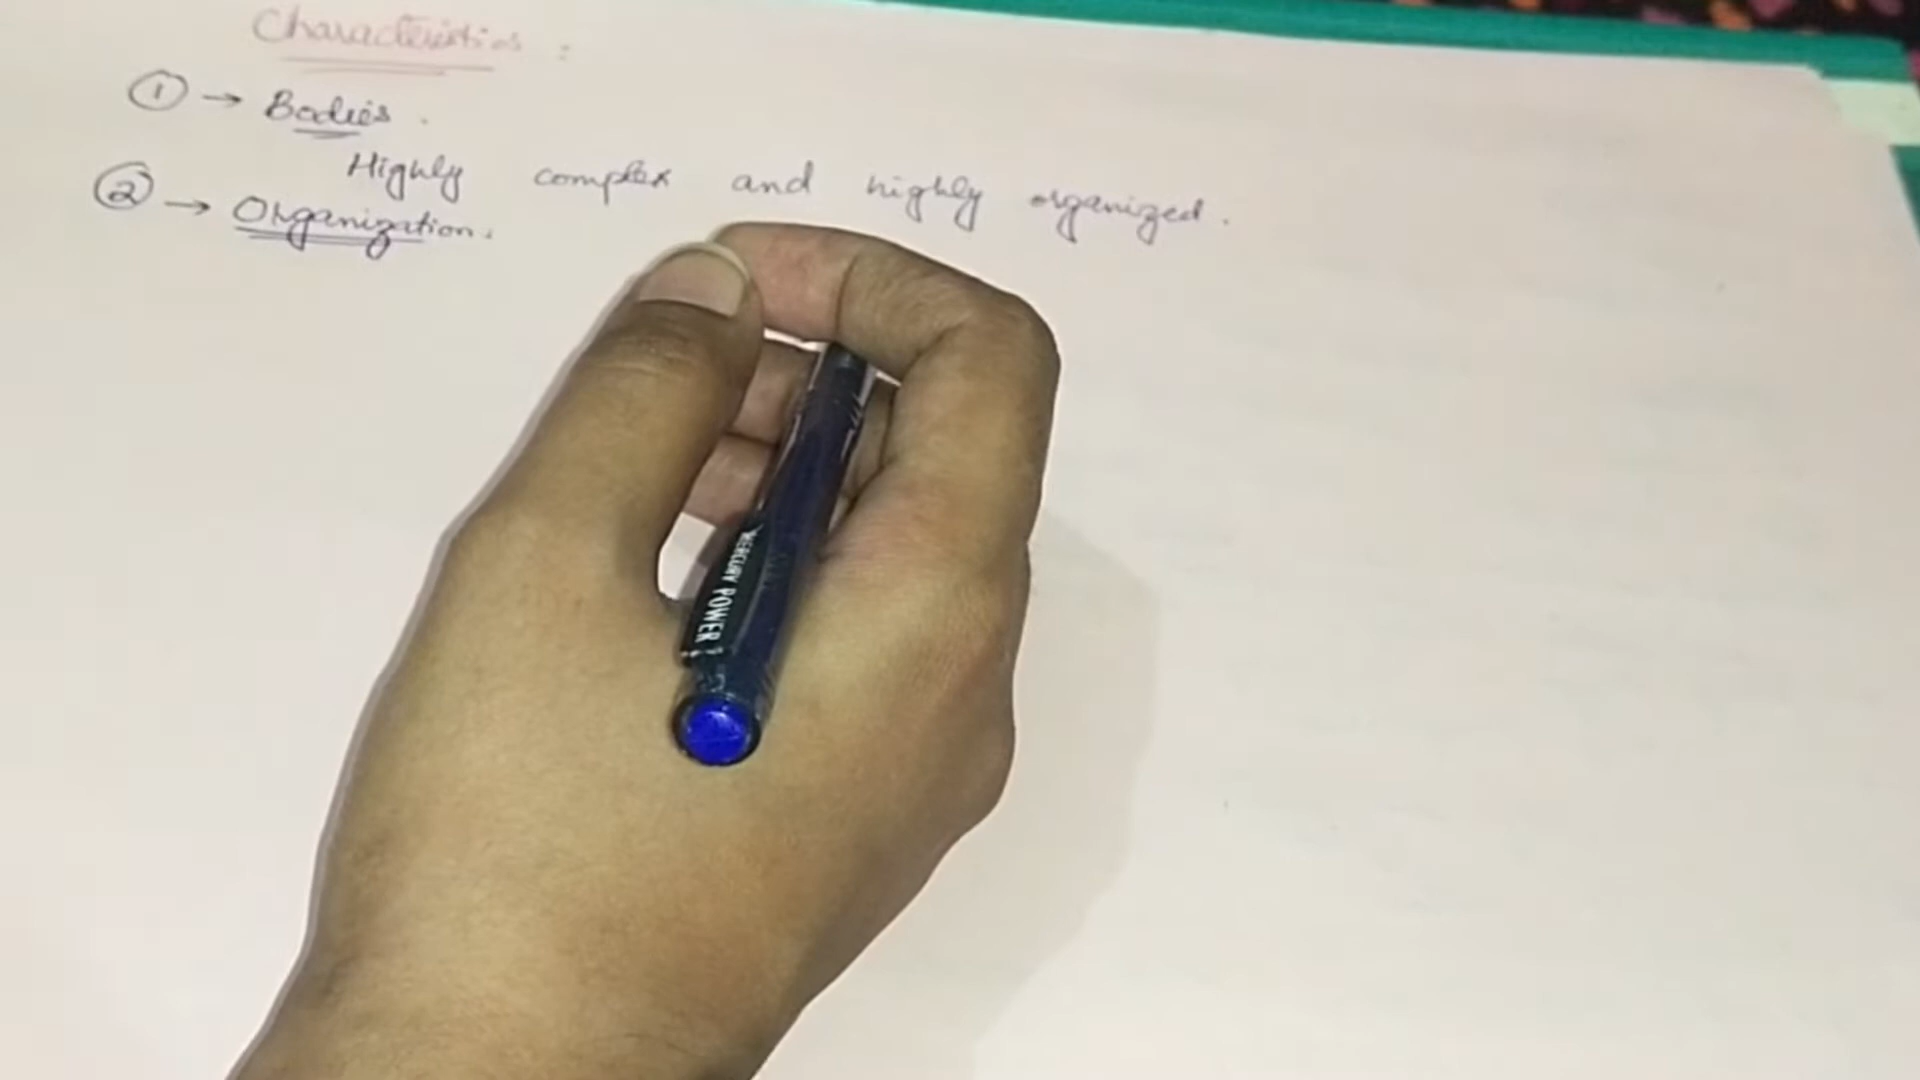 Characteristics :
① → Bodies.
Highly complex and highly organized.
② → Organization.
MERCURY POWER